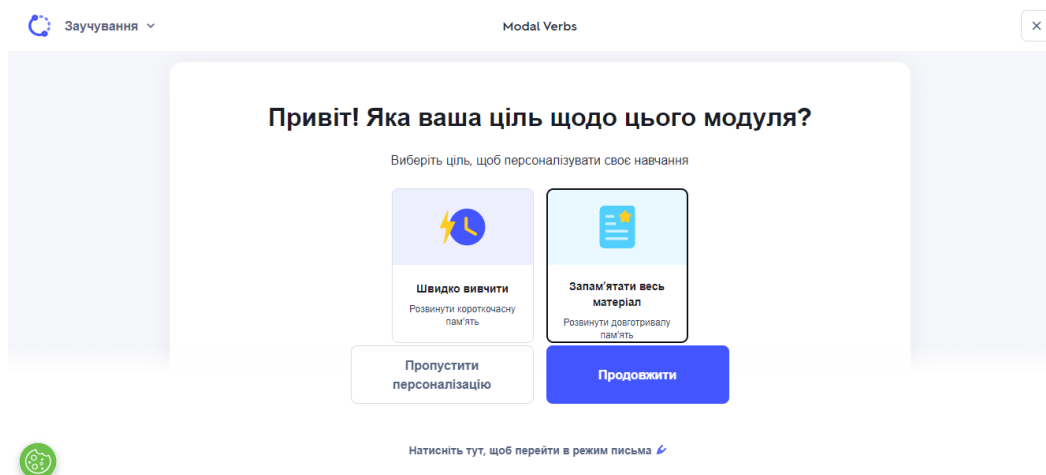 Заучування
Modal Verbs
Привіт! Яка ваша ціль щодо цього модуля?
Виберіть ціль, щоб персоналізувати своє навчання
Швидко вивчити
Розвинути короткочасну
пам'ять
Запам'ятати весь
матеріал
Розвинути довготривалу
пам'ять
Пропустити
персоналізацію
Продовжити
Натисніть тут, щоб перейти в режим письма